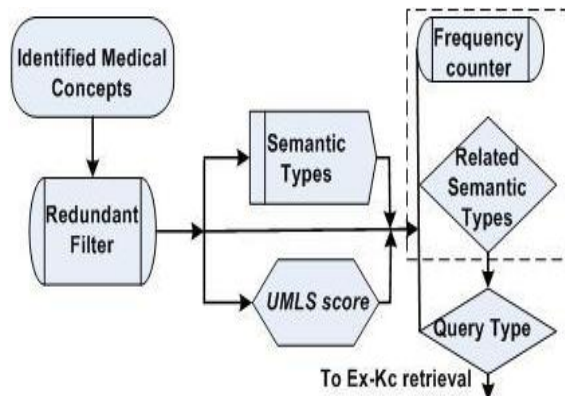 Identified Medical
Concepts
Redundant
Filter
Semantic
Types
UMLS score
Frequency
counter
Related
Semantic
Types
Query Type
To Ex-Kc retrieval